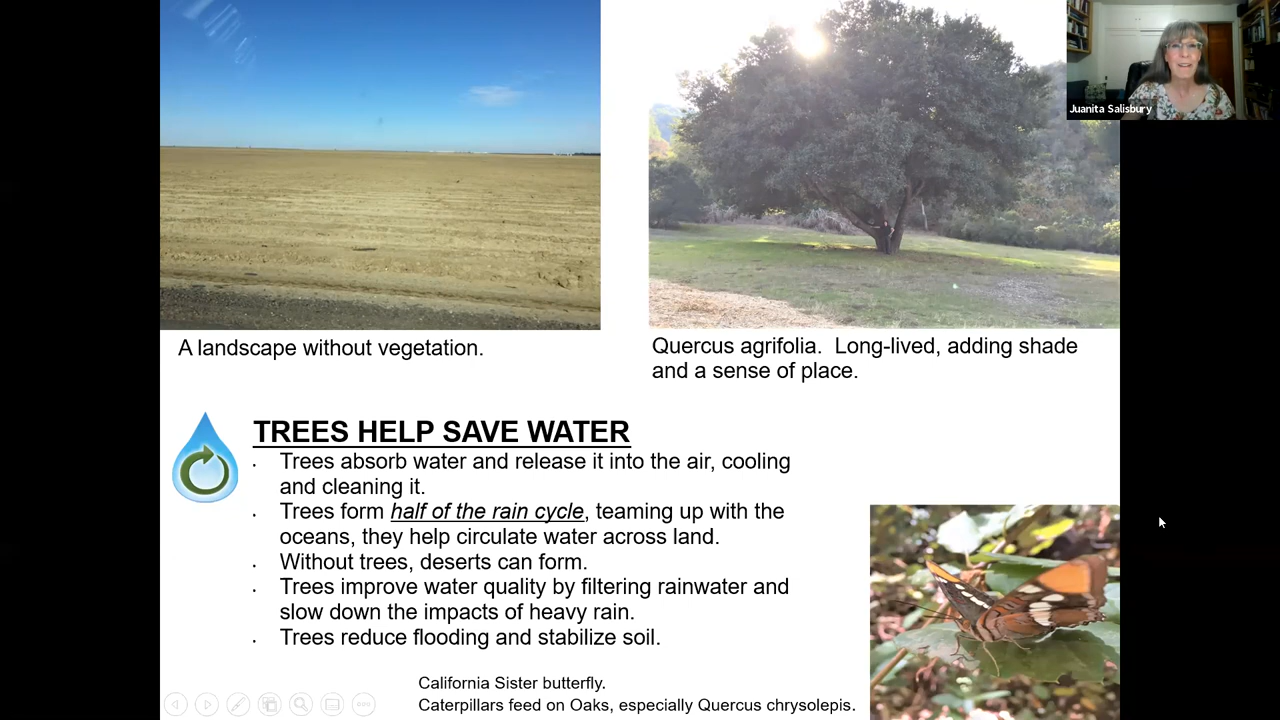 Juanita Salisbury
A landscape without vegetation.
Quercus agrifolia.  Long-lived, adding shade
and a sense of place.
TREES HELP SAVE WATER
Trees absorb water and release it into the air, cooling
and cleaning it.
Trees form half of the rain cycle, teaming up with the
oceans, they help circulate water across land.
Without trees, deserts can form.
Trees improve water quality by filtering rainwater and
slow down the impacts of heavy rain.
Trees reduce flooding and stabilize soil.
California Sister butterfly.
Caterpillars feed on Oaks, especially Quercus chrysolepis.